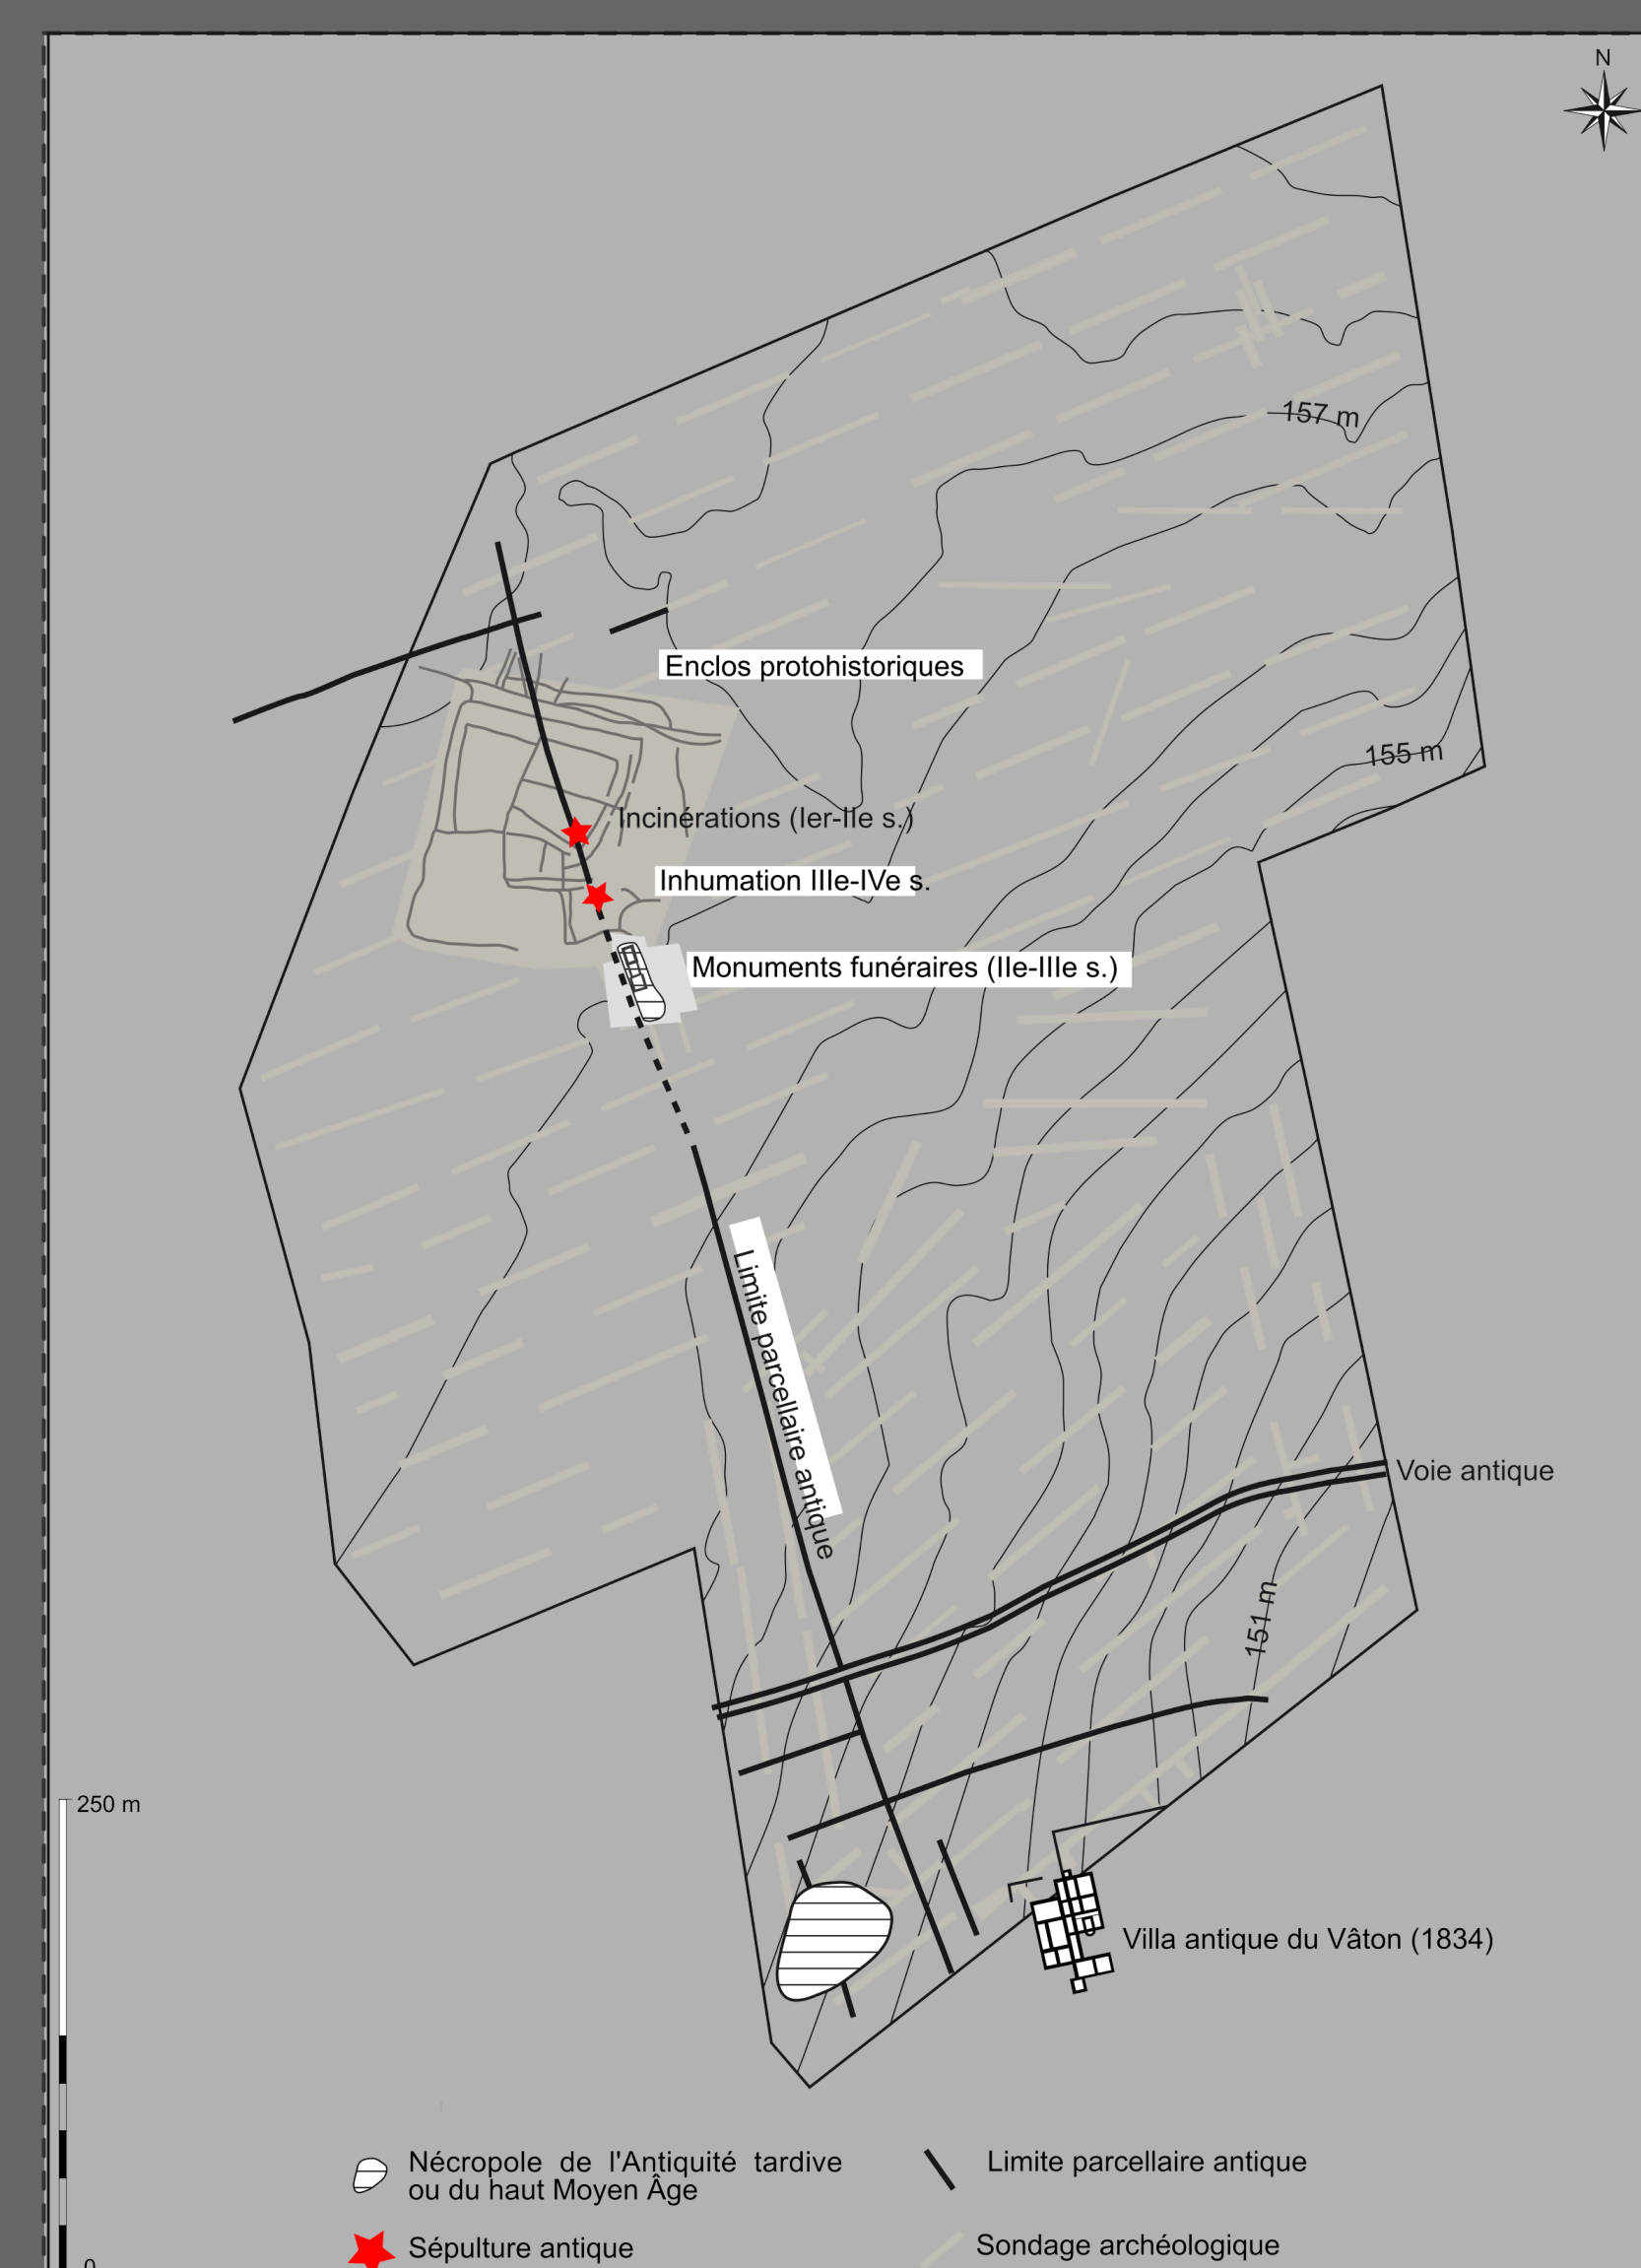 N
157 m
Enclos protohistoriques
155 m
Incinérations (Ier-IIe s.)
Inhumation IIIe-IVe s.
Monuments funéraires (IIe-IIIe s.)
Limite parcellaire antique
Voie antique
151 m
250 m
Villa antique du Vâton (1834)
Nécropole de l'Antiquité tardive
ou du haut Moyen Âge
Limite parcellaire antique
Sépulture antique
Sondage archéologique
0